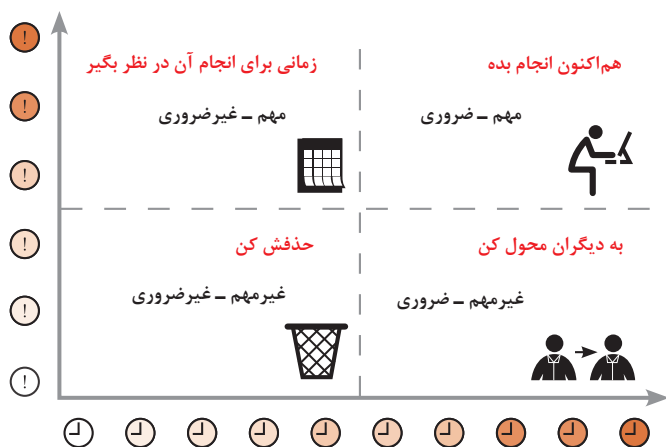 هم‌اکنون انجام بده
مهم – ضروری
زمانی برای انجام آن در نظر بگیر
مهم – غیرضروری
به دیگران محول کن
غیرمهم – ضروری
حذفش کن
غیرمهم – غیرضروری
!
!
!
!
!
!